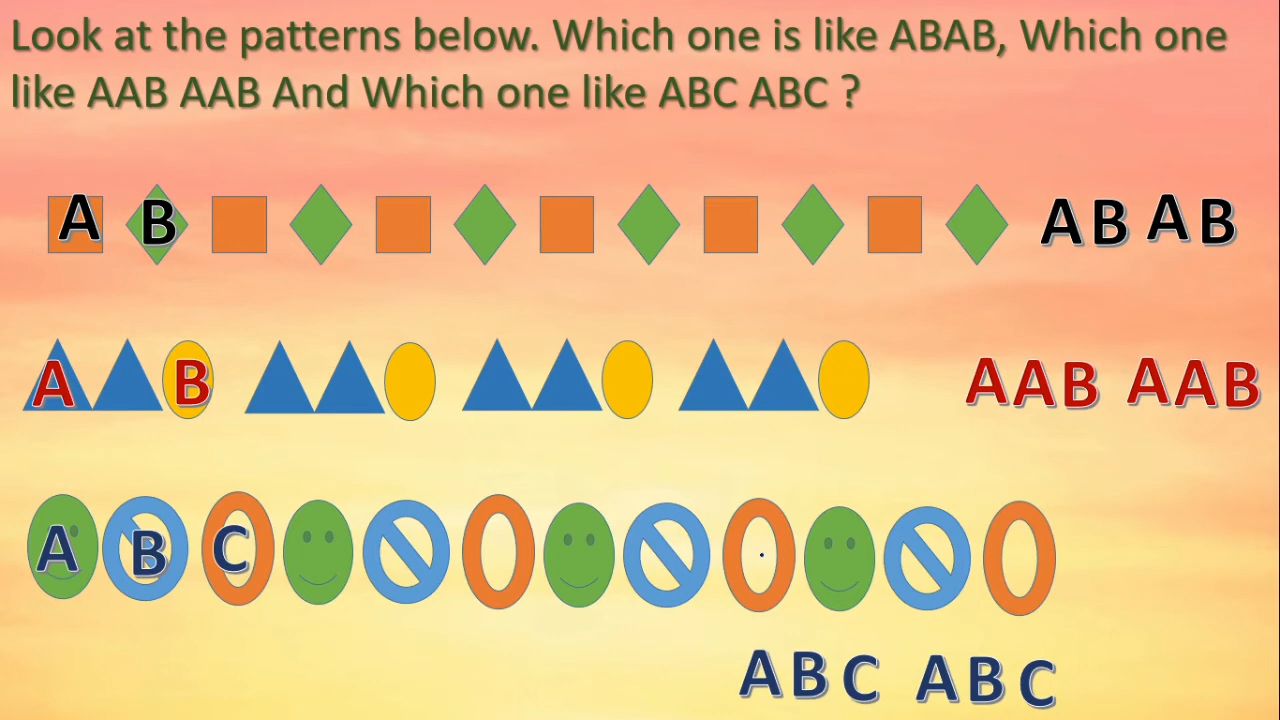 Look at the patterns below. Which one is like ABAB, Which one
like AAB AAB And Which one like ABC ABC ?
A B AB AB
A B AAB AAB
A B C
ABC ABC